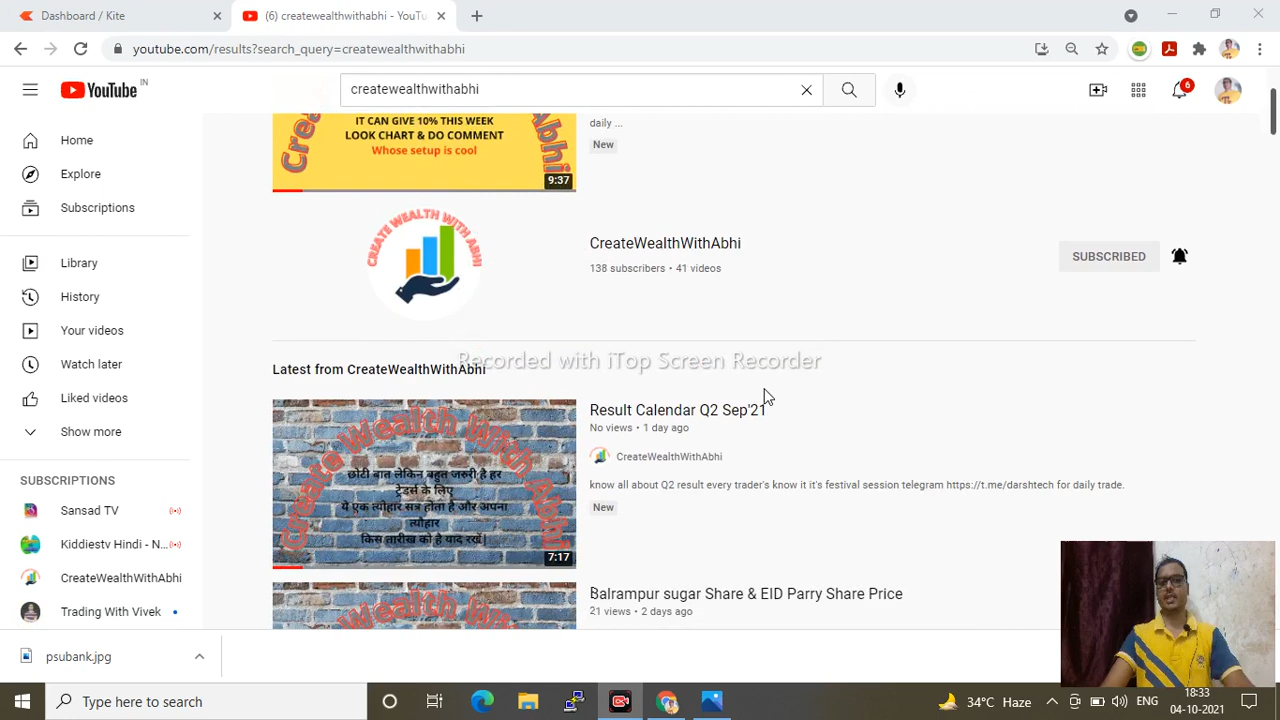 Dashboard / Kite
(6) createwealthwithabhi - YouTu
youtube.com/results?search_query=createwealthwithabhi
YouTube IN
createwealthwithabhi
6
Home
Explore
Subscriptions
Library
History
Your videos
Watch later
Liked videos
Show more
SUBSCRIPTIONS
Sansad TV
Kiddiestv Hindi - N...
CreateWealthWithAbhi
Trading With Vivek
IT CAN GIVE 10% THIS WEEK
LOOK CHART & DO COMMENT
Whose setup is cool
9:37
daily ...
New
CREATE WEALTH WITH ABHI
CreateWealthWithAbhi
138 subscribers • 41 videos
SUBSCRIBED
Recorded with iTop Screen Recorder
Latest from CreateWealthWithAbhi
Create Wealth Witch Abhi
छोटी बात लेकिन बहुत जरुरी है हर
ट्रेडर्स के लिए
ये एक त्योहार सत्र होता है और अपना
त्यौहार
किस तारीख को है याद रखें
7:17
Result Calendar Q2 Sep'21
No views • 1 day ago
CreateWealthWithAbhi
know all about Q2 result every trader's know it it's festival session telegram https://t.me/darshtech for daily trade.
New
Balrampur sugar Share & EID Parry Share Price
21 views • 2 days ago
psubank.jpg
Type here to search
34°C Haze
ENG
18:33
04-10-2021